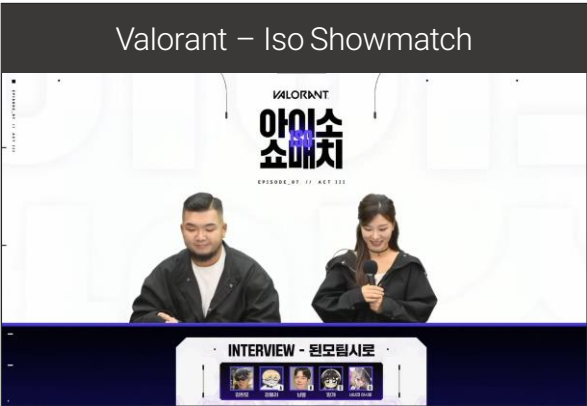 Valorant – Iso Showmatch
VALORANT
아이소
ISO
쇼매치
EPISODE_07 // ACT III
INTERVIEW - 된모팀시로